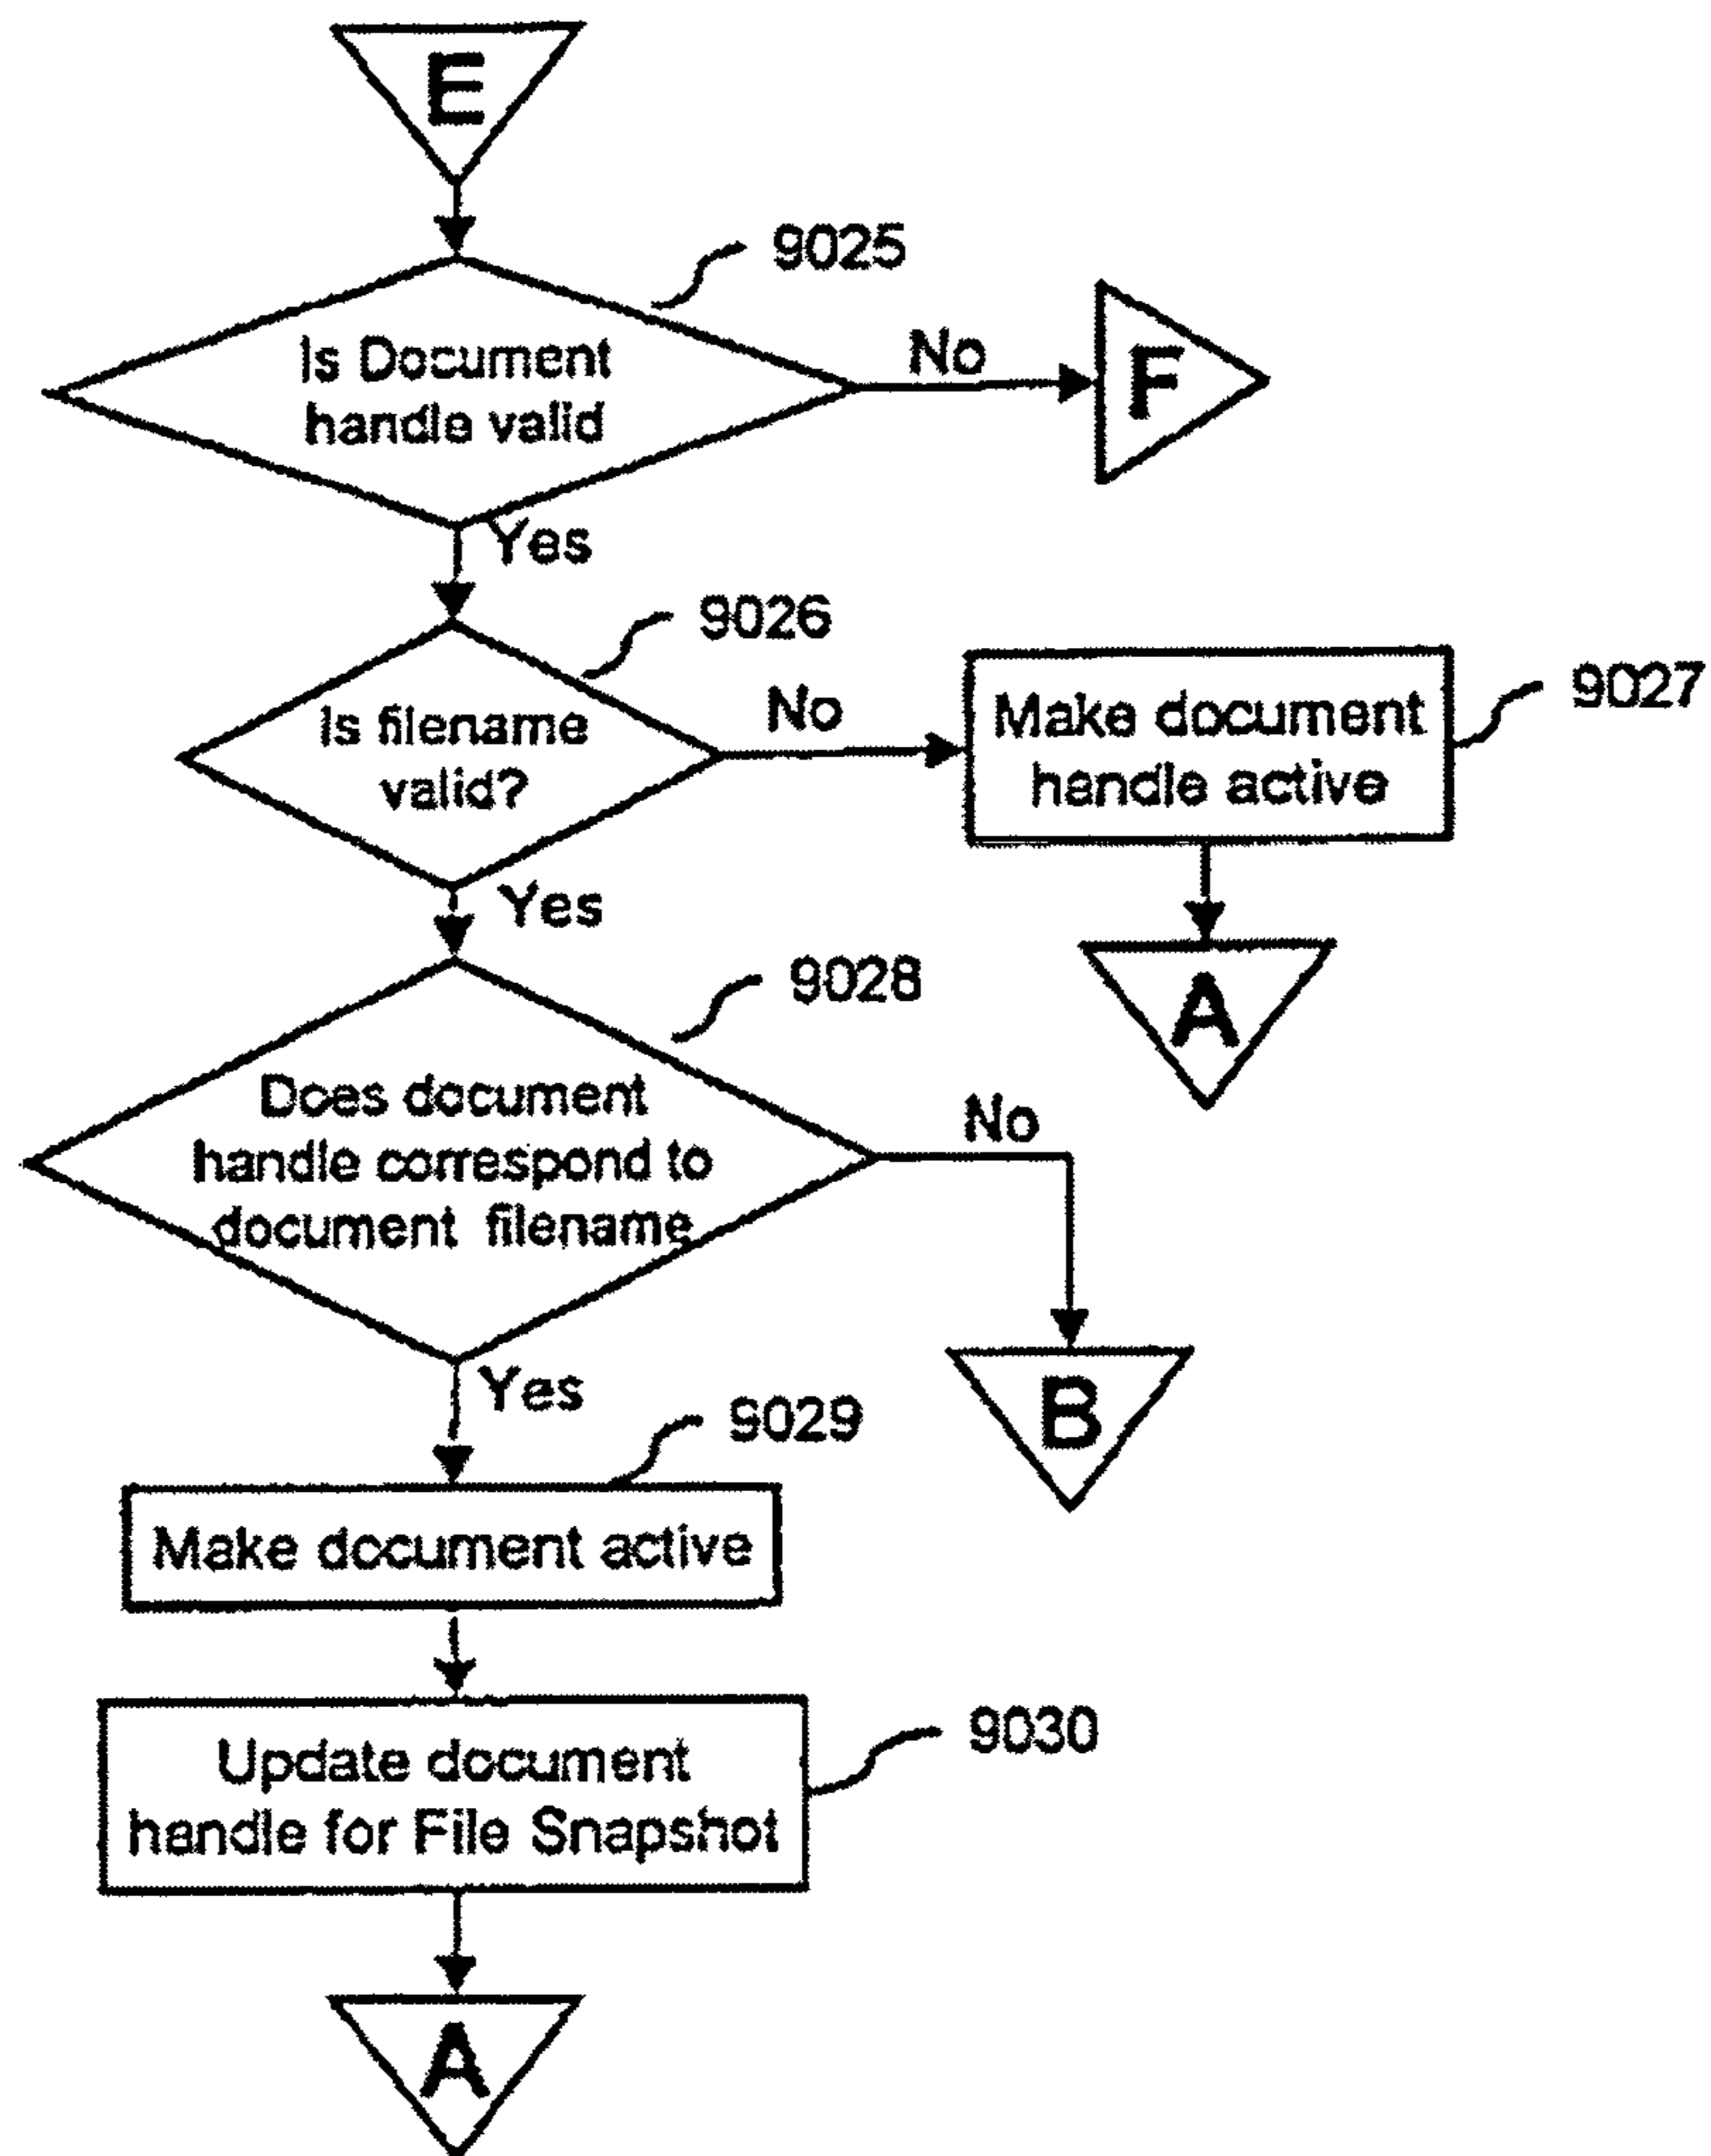 E
9025
Is Document
handle valid
No
F
Yes
9026
Is filename
valid?
No
Make document
handle active
9027
A
Yes
9028
Does document
handle correspond to
document filename
No
B
Yes
9029
Make document active
Update document
handle for File Snapshot
9030
A